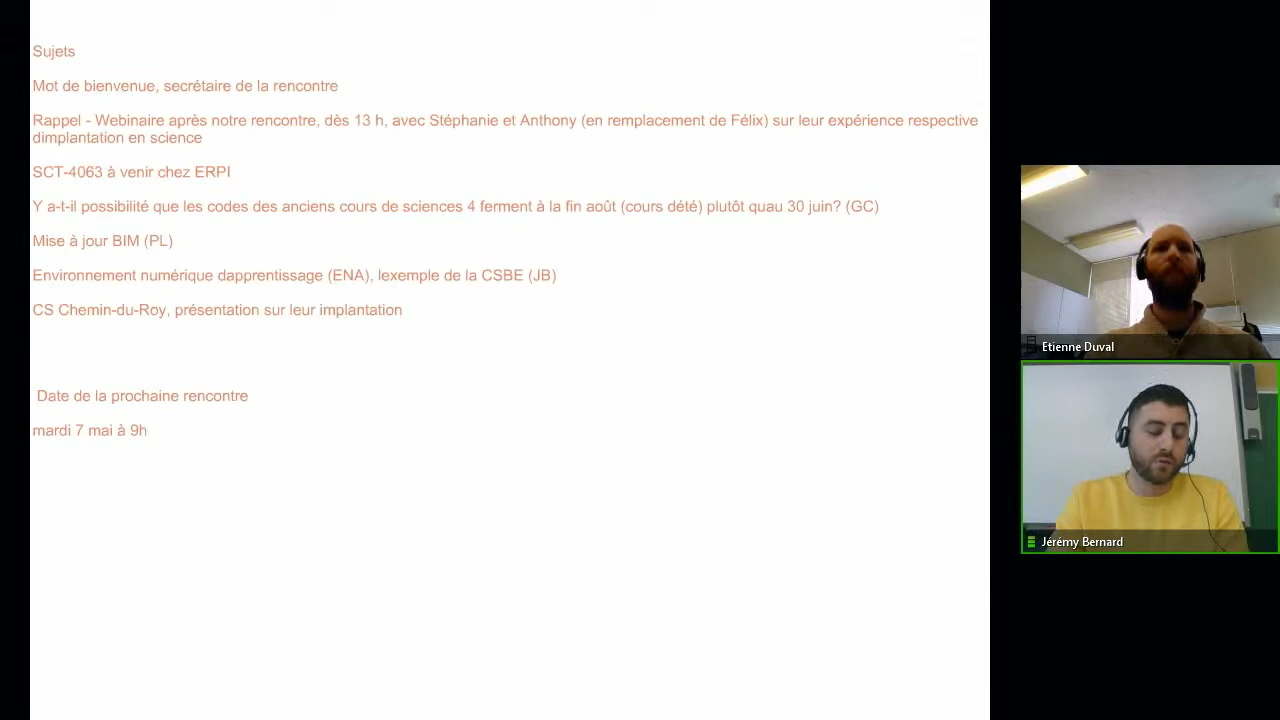 Sujets
Mot de bienvenue, secrétaire de la rencontre
Rappel - Webinaire après notre rencontre, dès 13 h, avec Stéphanie et Anthony (en remplacement de Félix) sur leur expérience respective
dimplantation en science
SCT-4063 à venir chez ERPI
Y a-t-il possibilité que les codes des anciens cours de sciences 4 ferment à la fin août (cours dété) plutôt quau 30 juin? (GC)
Mise à jour BIM (PL)
Environnement numérique dapprentissage (ENA), lexemple de la CSBE (JB)
CS Chemin-du-Roy, présentation sur leur implantation
Date de la prochaine rencontre
mardi 7 mai à 9h
Etienne Duval
Jérémy Bernard